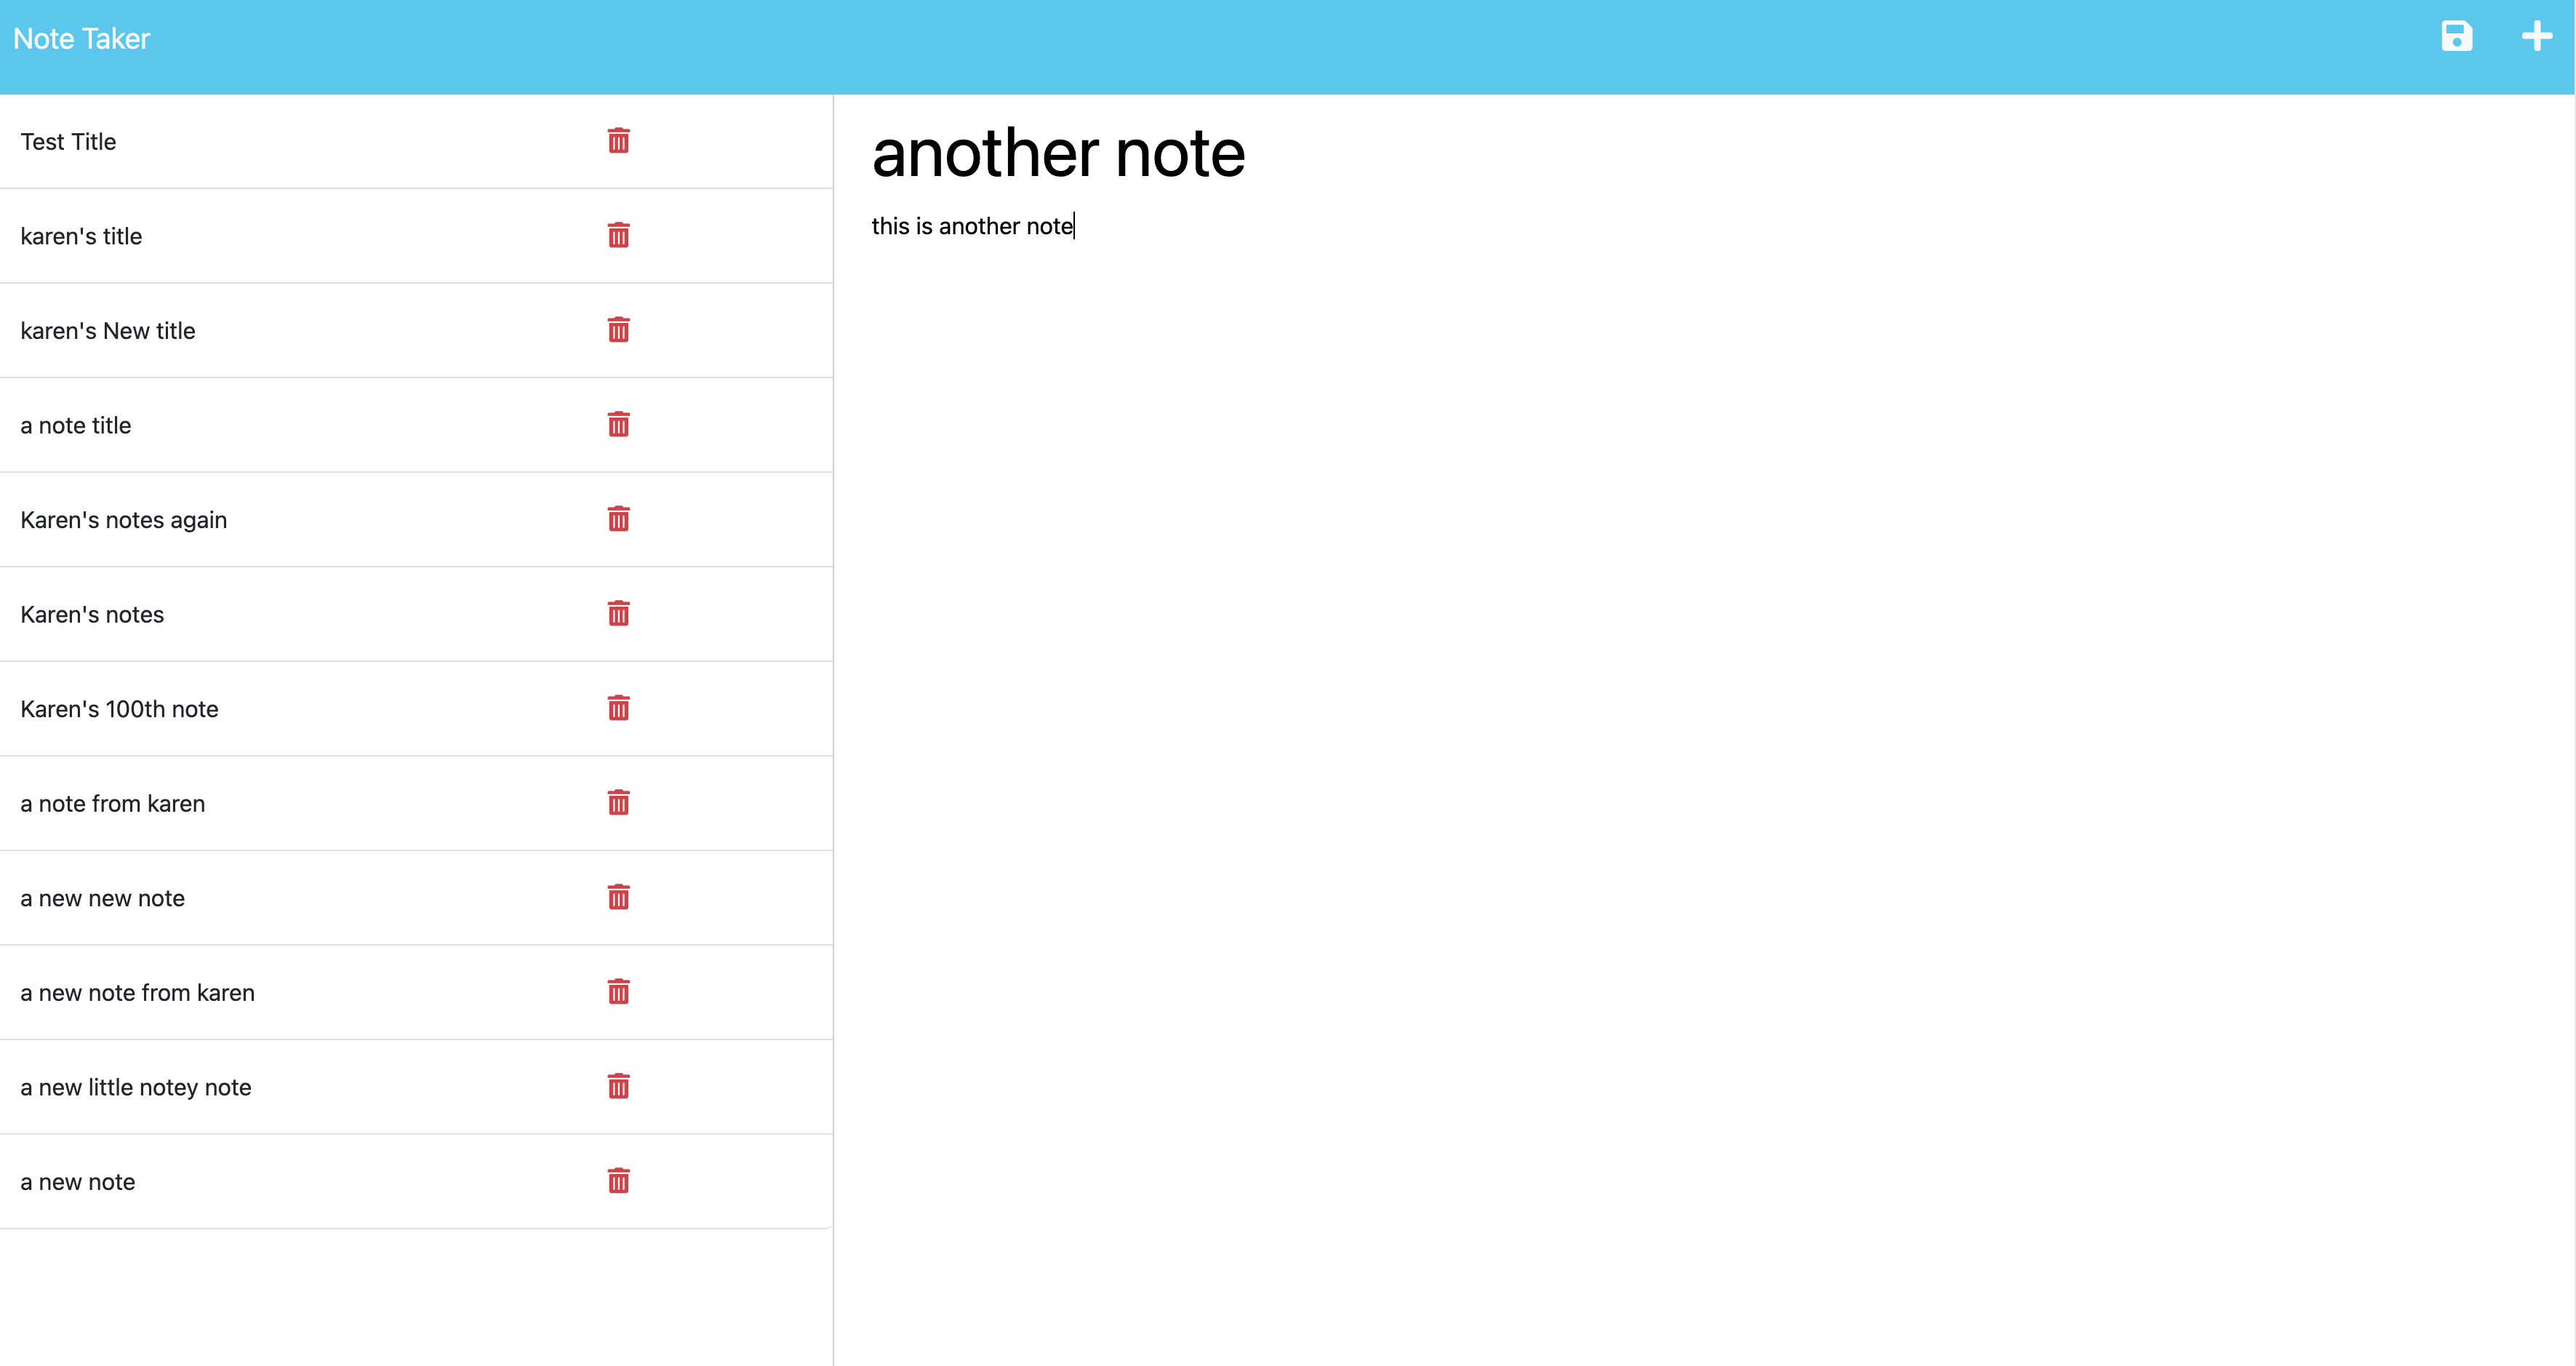 Note Taker
Test Title
karen's title
karen's New title
a note title
Karen's notes again
Karen's notes
Karen's 100th note
a note from karen
a new new note
a new note from karen
a new little notey note
a new note
another note
this is another note